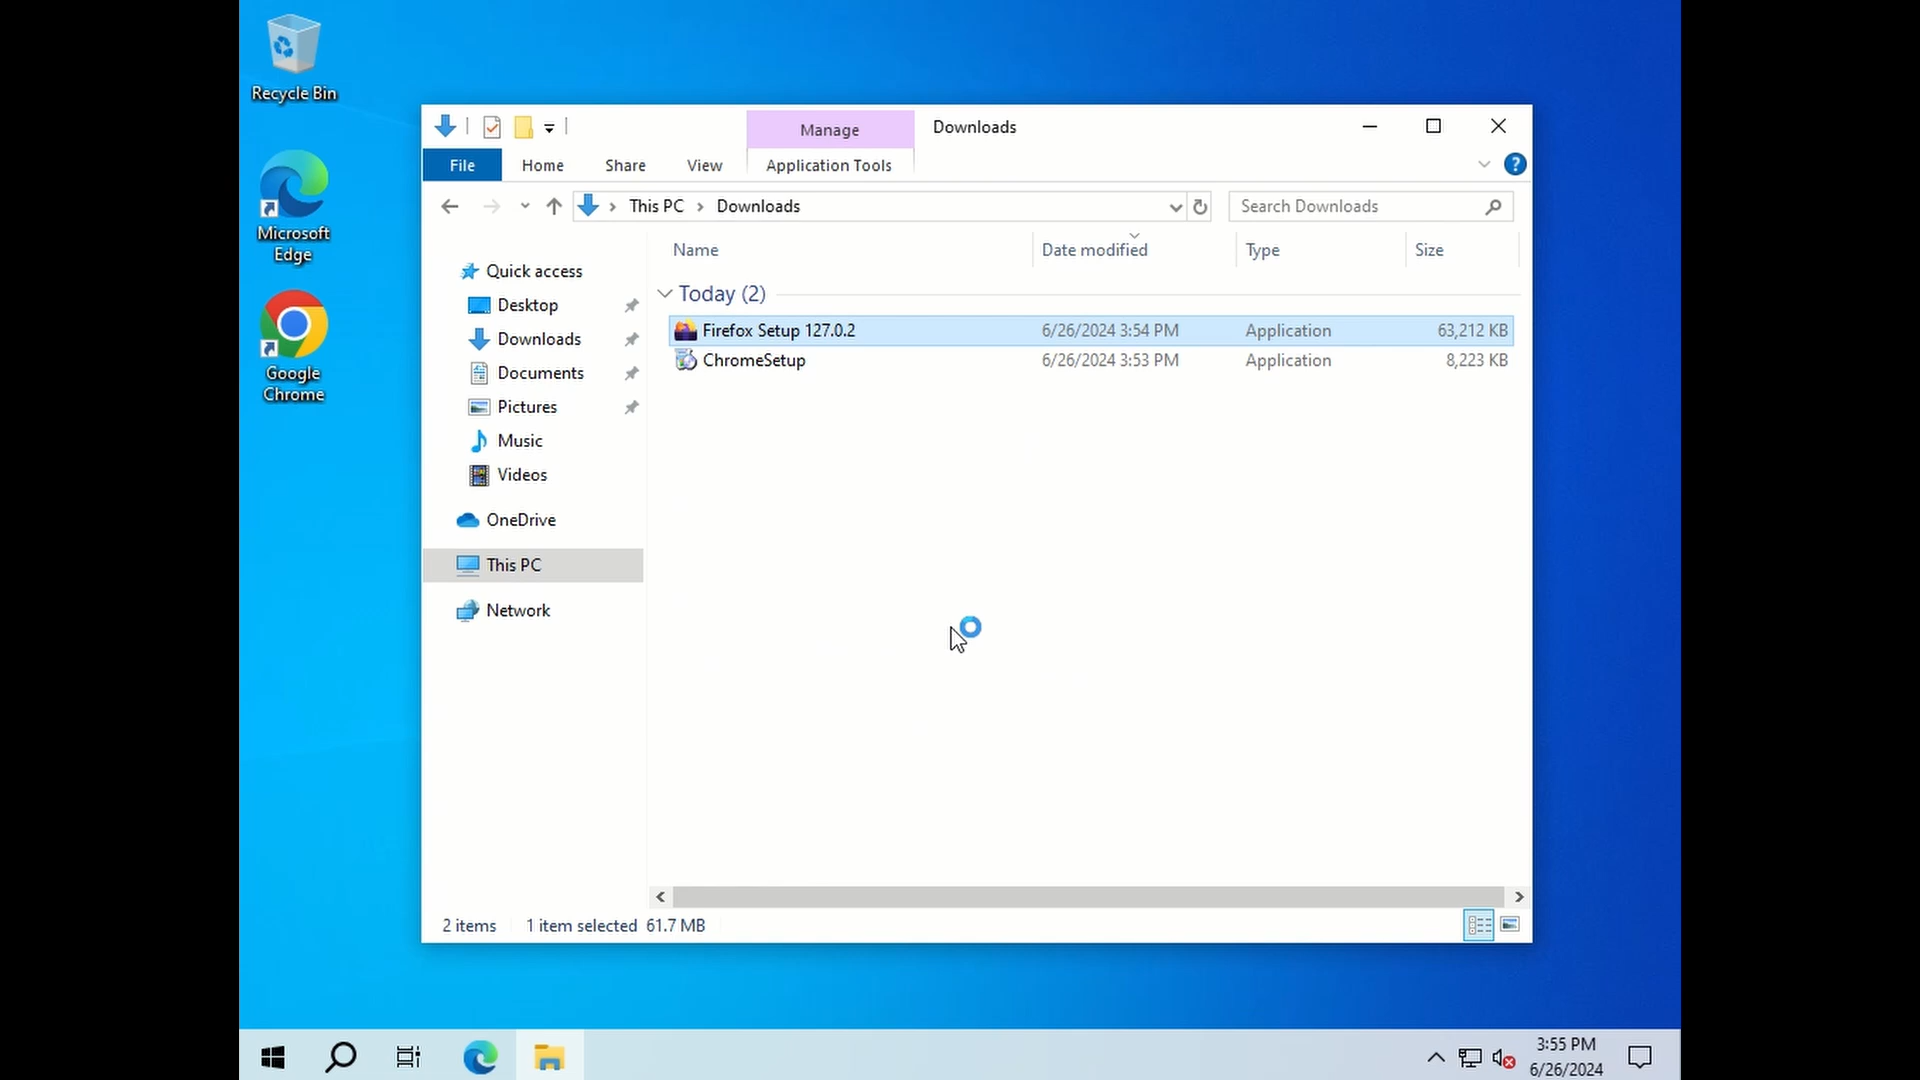 Recycle Bin
Microsoft
Edge
Google
Chrome
Manage
Downloads
File
Home
Share
View
Application Tools
?
This PC
Downloads
Search Downloads
Name
Date modified
Type
Size
Quick access
Desktop
Downloads
Documents
Pictures
Music
Videos
OneDrive
This PC
Network
Today (2)
Firefox Setup 127.0.2 6/26/2024 3:54 PM Application 63,212 KB
ChromeSetup 6/26/2024 3:53 PM Application 8,223 KB
2 items 1 item selected 61.7 MB
3:55 PM
6/26/2024